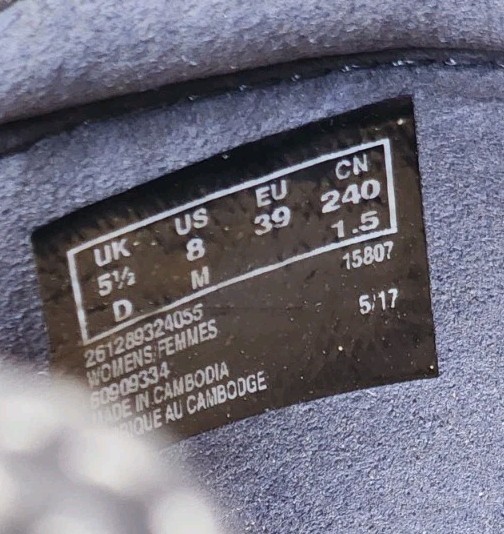 UK US EU CN
5½ 8 39 240
D M 1.5
15807
261289324055
WOMENS/FEMMES 5/17
60909334
MADE IN CAMBODIA
AU CAMBODGE